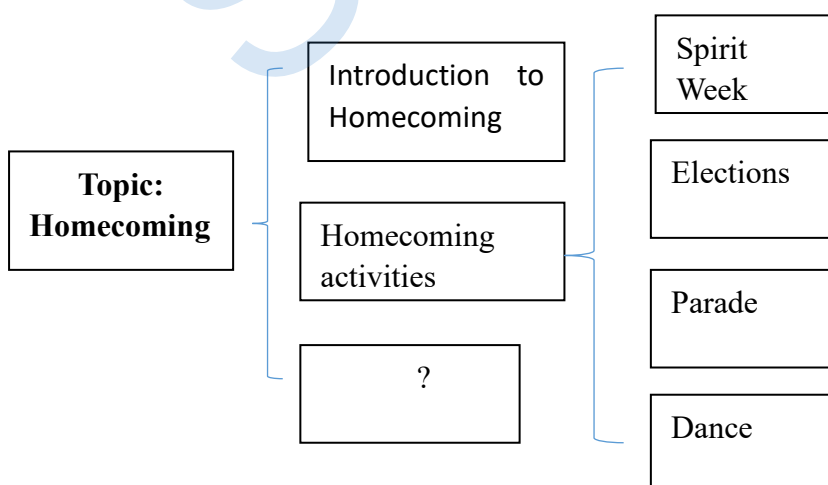 Topic:
Homecoming
Introduction to
Homecoming
Homecoming
activities
?
Spirit
Week
Elections
Parade
Dance